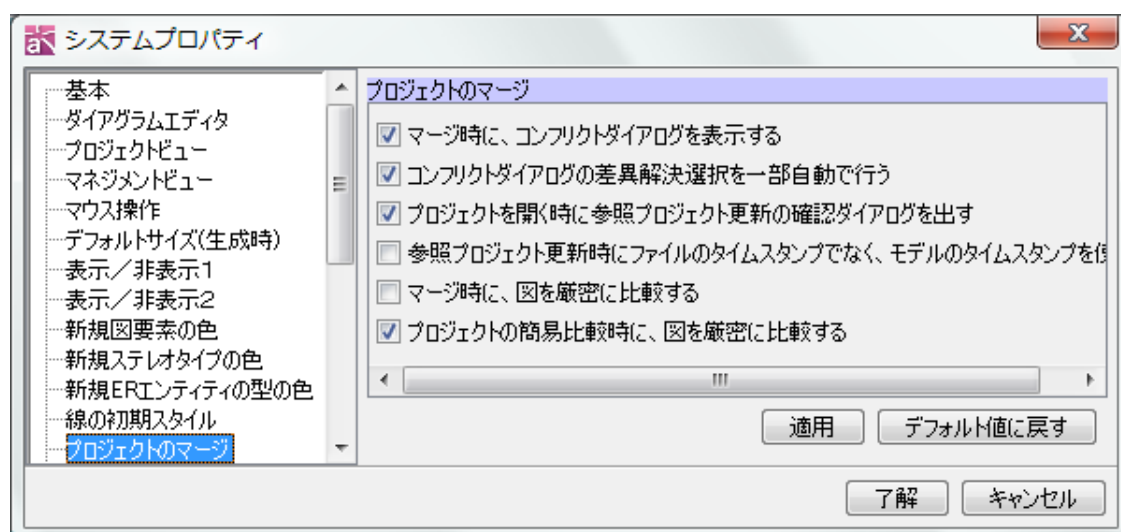 システムプロパティ
基本
ダイアグラムエディタ
プロジェクトビュー
マネジメントビュー
マウス操作
デフォルトサイズ(生成時)
表示／非表示1
表示／非表示2
新規図要素の色
新規ステレオタイプの色
新規ERエンティティの型の色
線の初期スタイル
プロジェクトのマージ
プロジェクトのマージ
マージ時に、コンフリクトダイアログを表示する
コンフリクトダイアログの差異解決選択を一部自動で行う
プロジェクトを開く時に参照プロジェクト更新の確認ダイアログを出す
参照プロジェクト更新時にファイルのタイムスタンプでなく、モデルのタイムスタンプを
マージ時に、図を厳密に比較する
プロジェクトの簡易比較時に、図を厳密に比較する
適用
デフォルト値に戻す
了解
キャンセル